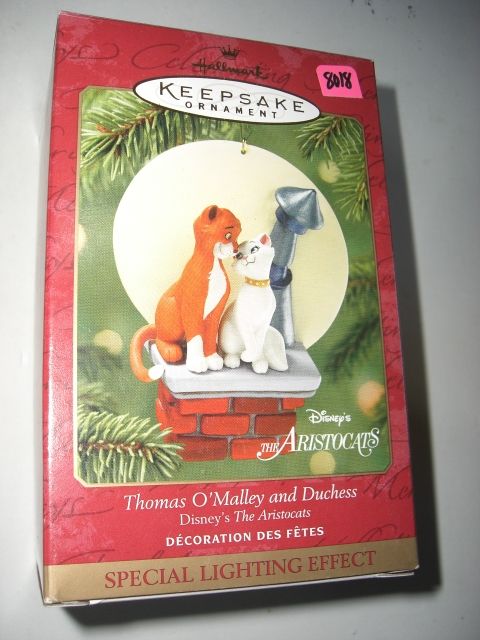 Hallmark
KEEPSAKE
ORNAMENT
8018
DISNEY'S
THE ARISTOCATS
Thomas O'Malley and Duchess
Disney's The Aristocats
DÉCORATION DES FÊTES
SPECIAL LIGHTING EFFECT